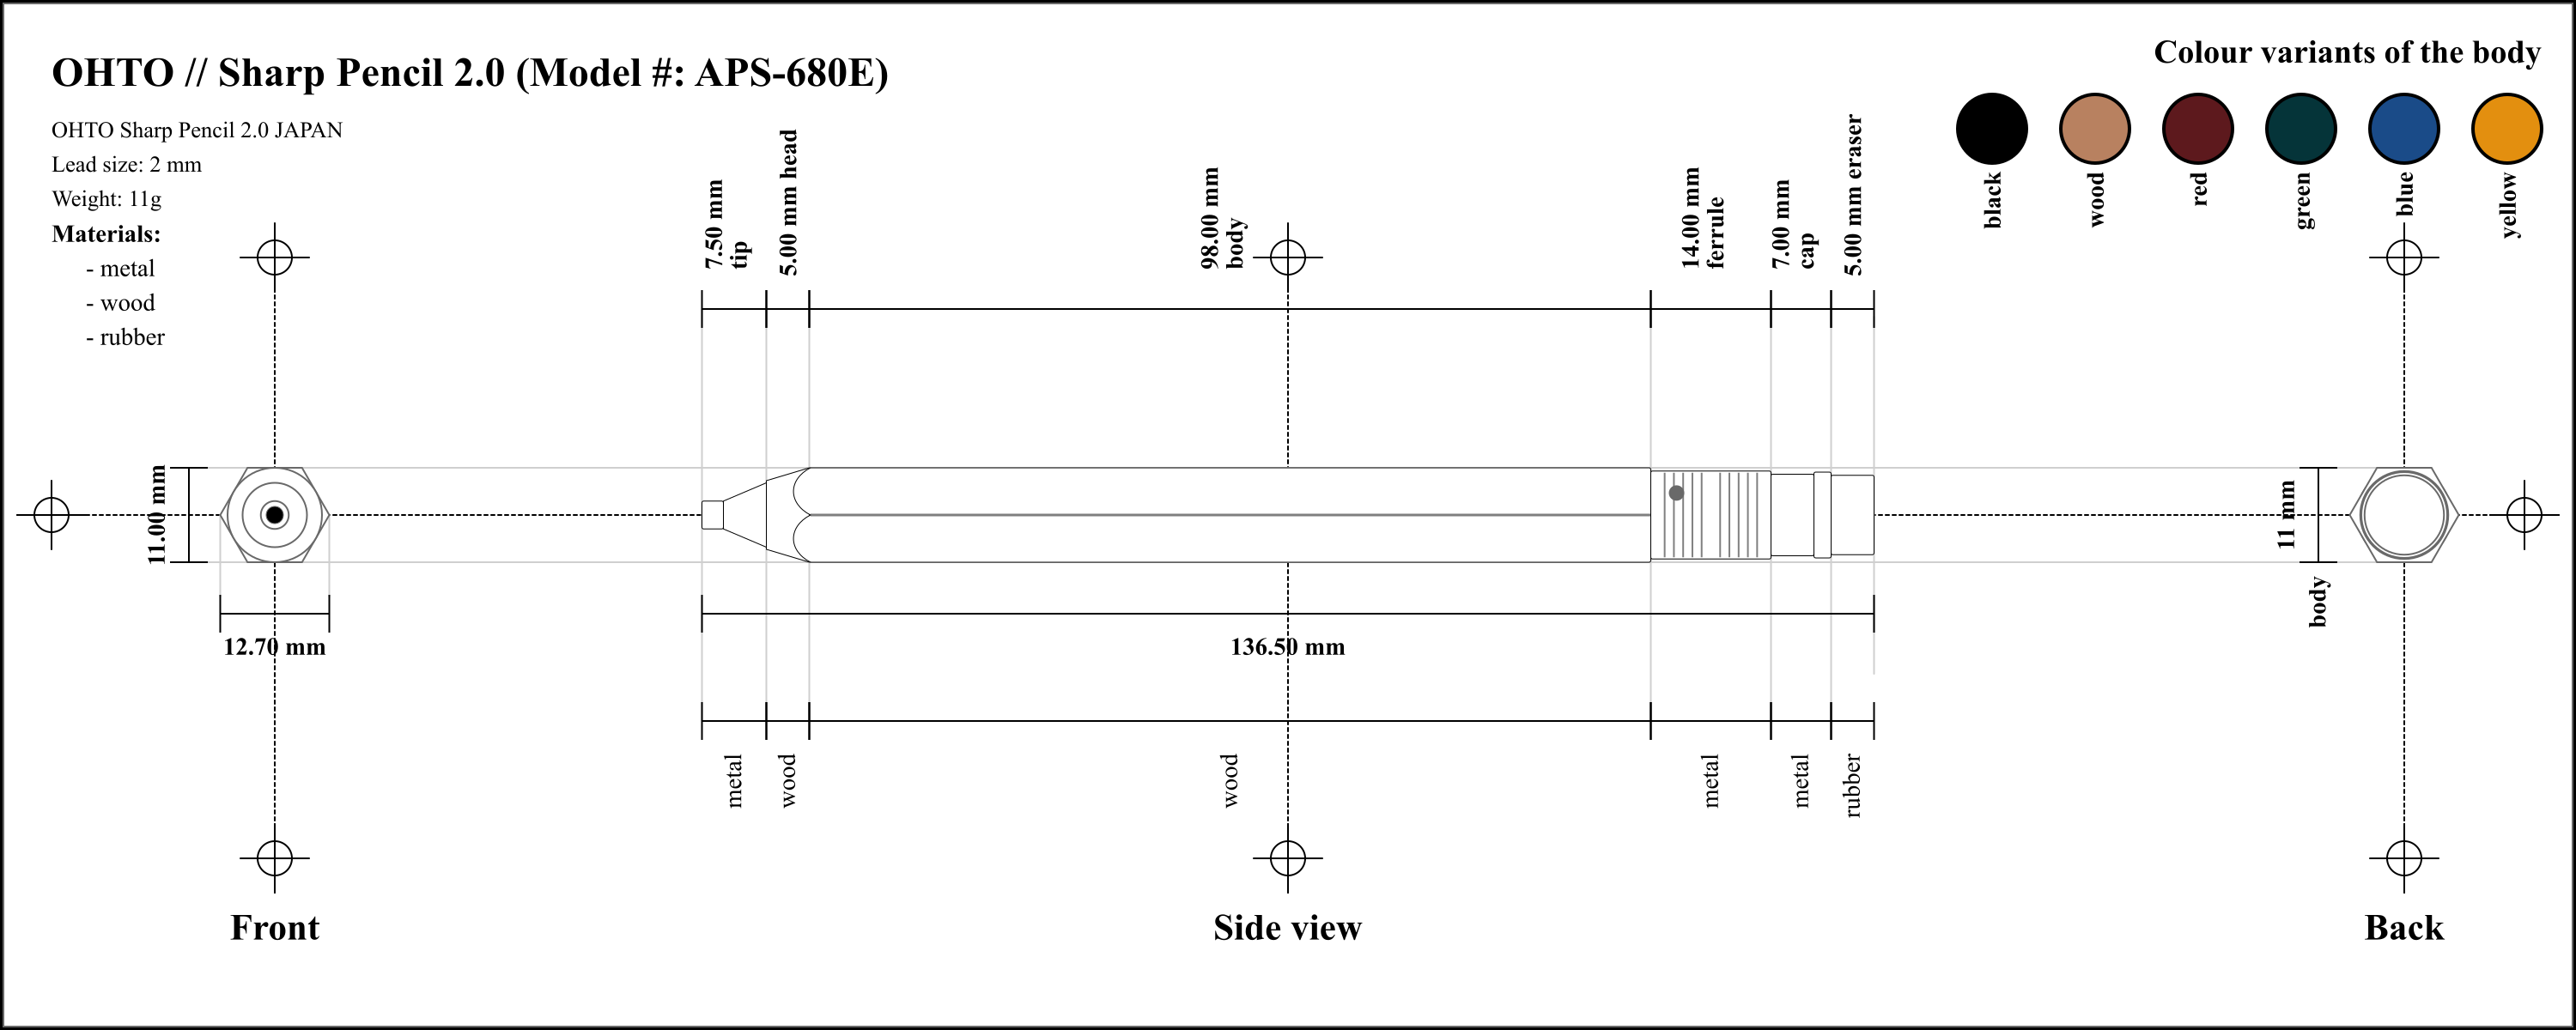 OHTO // Sharp Pencil 2.0 (Model #: APS-680E)
OHTO Sharp Pencil 2.0 JAPAN
Lead size: 2 mm
Weight: 11g
Materials:
- metal
- wood
- rubber
Colour variants of the body
black
wood
red
green
blue
yellow
7.50 mm
tip
5.00 mm head
98.00 mm
body
14.00 mm
ferrule
7.00 mm
cap
5.00 mm eraser
11.00 mm
12.70 mm
136.50 mm
11 mm
body
metal
wood
wood
metal
metal
rubber
Front
Side view
Back